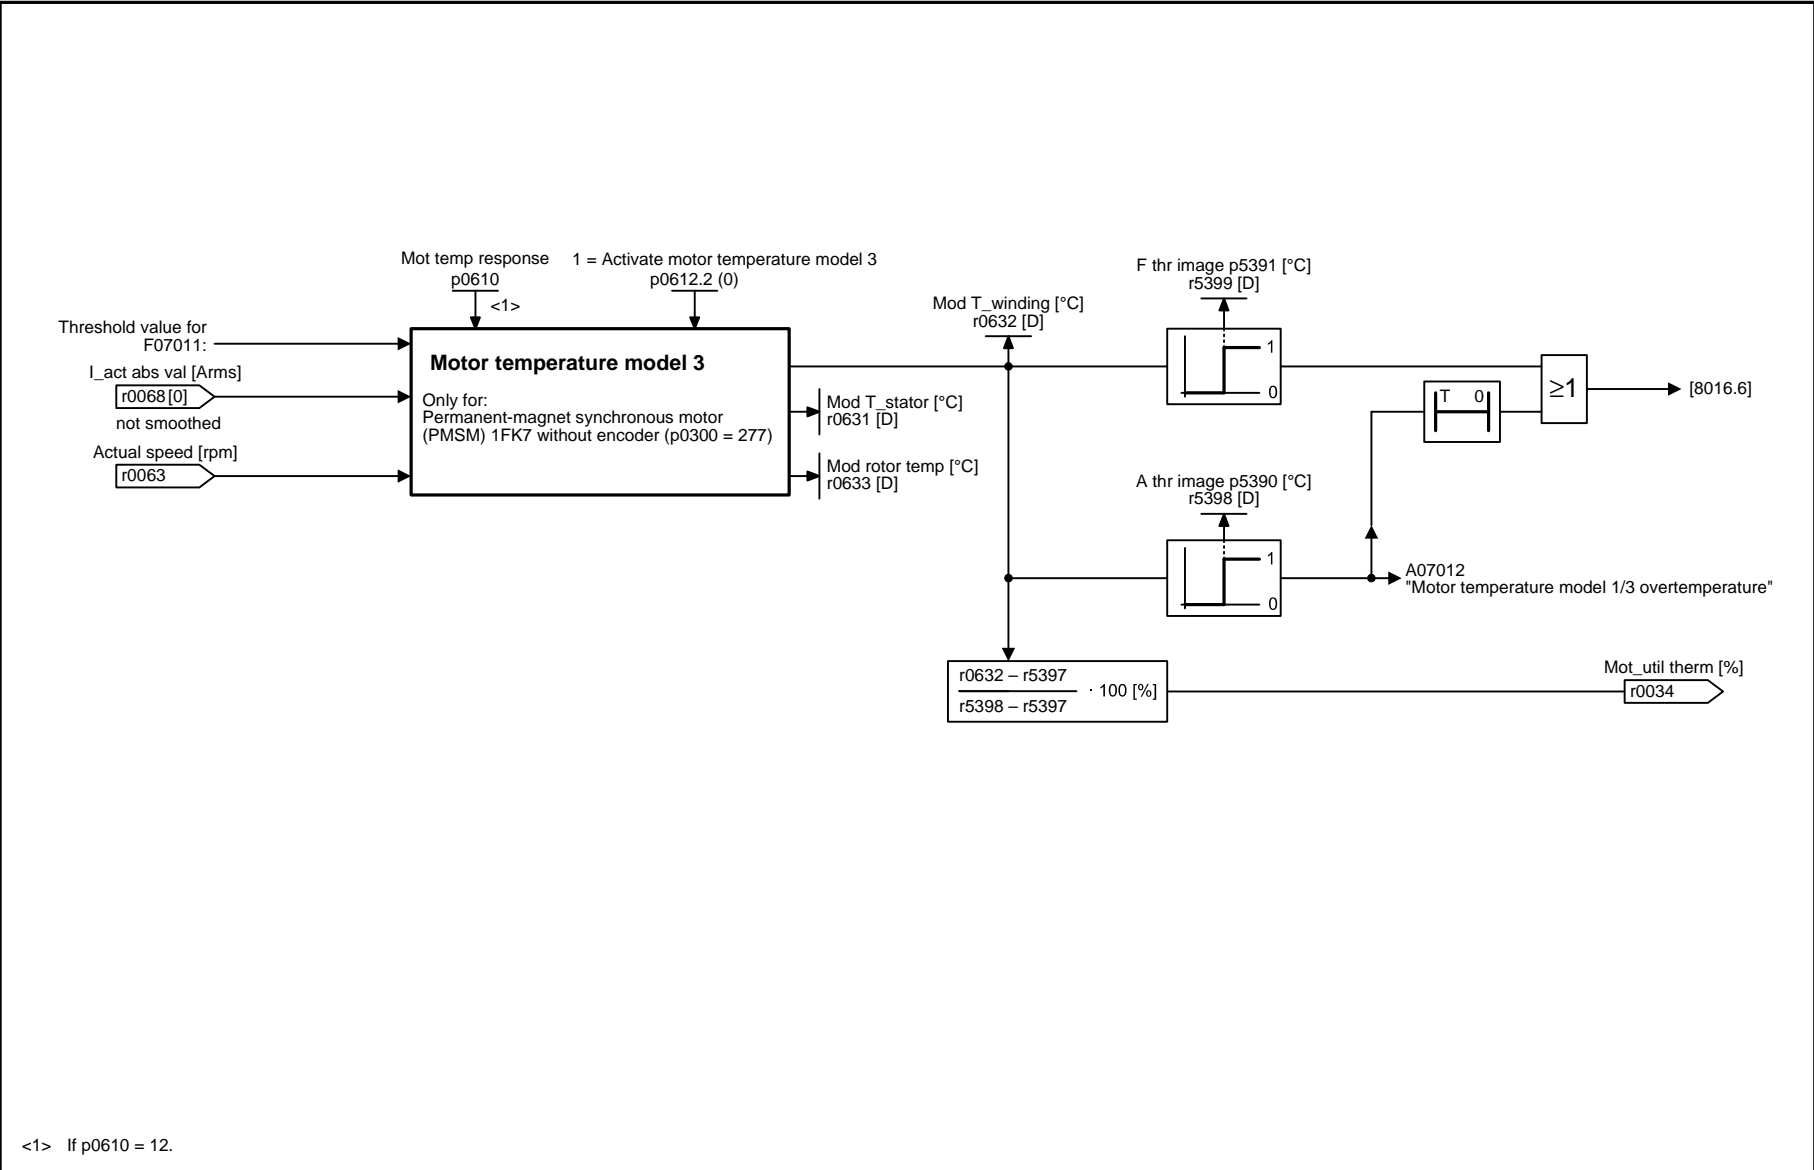 Mot temp response
p0610
<1>
1 = Activate motor temperature model 3
p0612.2 (0)
Threshold value for
F07011:
I_act abs val [Arms]
r0068 [0]
not smoothed
Actual speed [rpm]
r0063
Motor temperature model 3
Only for:
Permanent-magnet synchronous motor
(PMSM) 1FK7 without encoder (p0300 = 277)
Mod T_stator [°C]
r0631 [D]
Mod rotor temp [°C]
r0633 [D]
Mod T_winding [°C]
r0632 [D]
F thr image p5391 [°C]
r5399 [D]
1
0
A thr image p5390 [°C]
r5398 [D]
1
0
T 0
≥1
[8016.6]
A07012
"Motor temperature model 1/3 overtemperature"
r0632 – r5397
r5398 – r5397
· 100 [%]
Mot_util therm [%]
r0034
<1> If p0610 = 12.